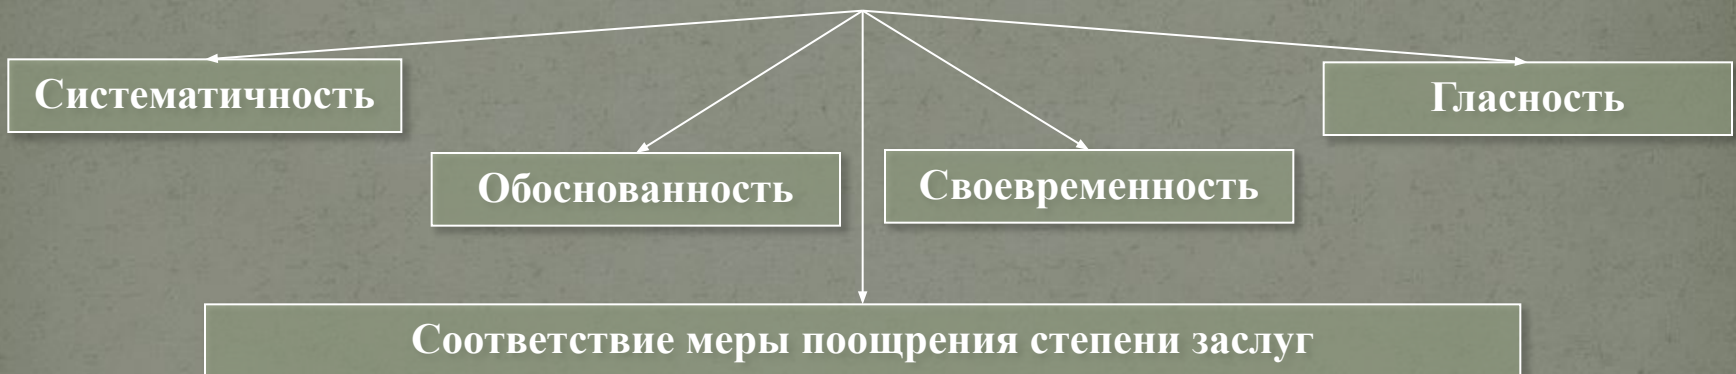 Систематичность
Гласность
Обоснованность
Своевременность
Соответствие меры поощрения степени заслуг